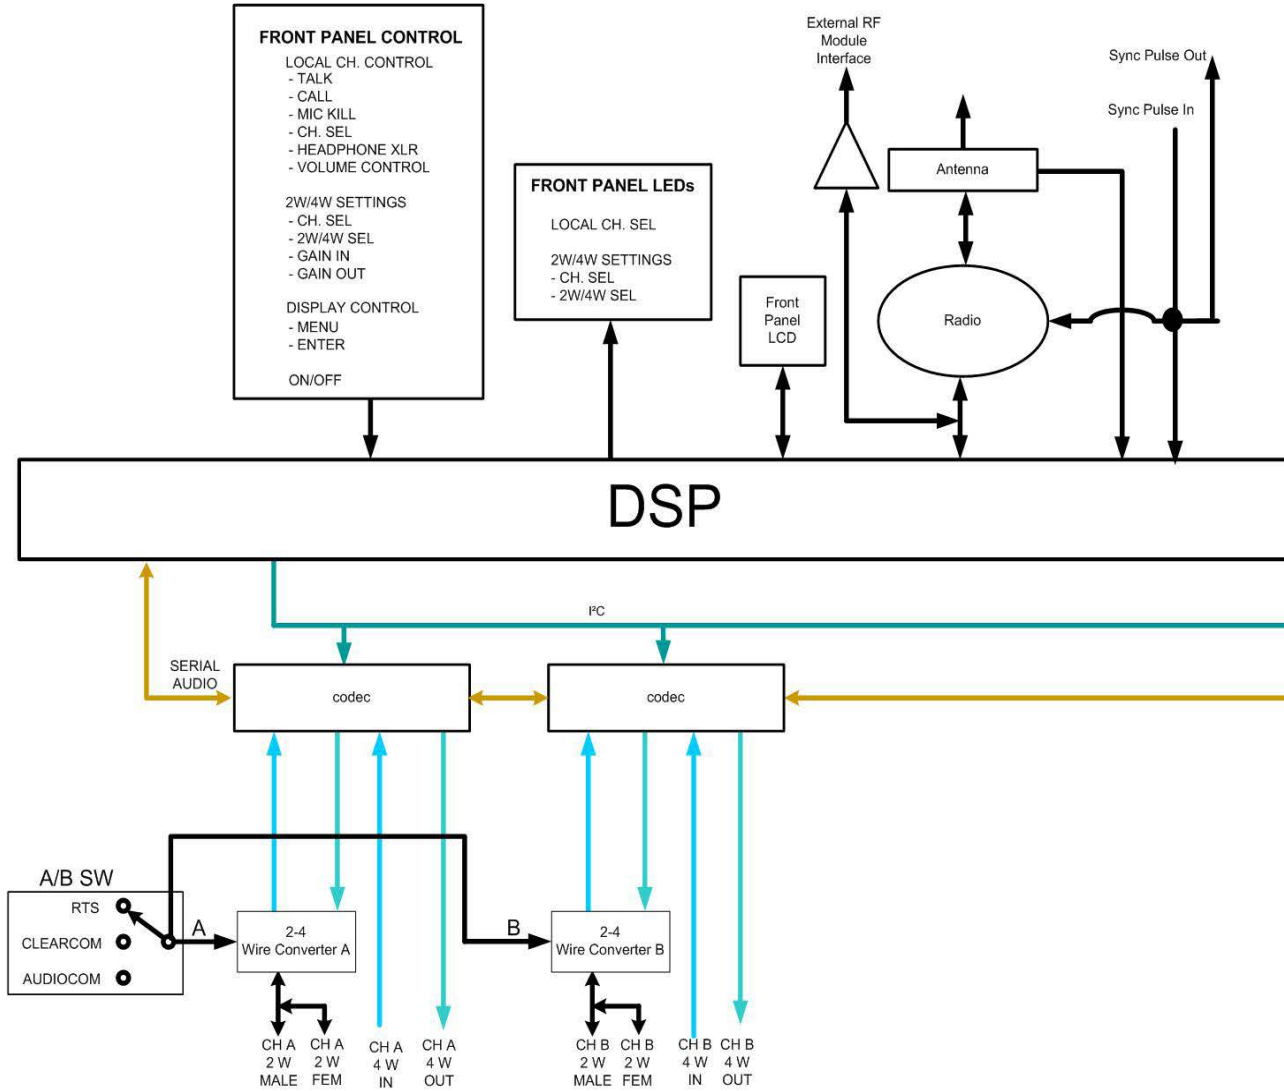 FRONT PANEL CONTROL
LOCAL CH. CONTROL
- TALK
- CALL
- MIC KILL
- CH. SEL
- HEADPHONE XLR
- VOLUME CONTROL
2W/4W SETTINGS
- CH. SEL
- 2W/4W SEL
- GAIN IN
- GAIN OUT
DISPLAY CONTROL
- MENU
- ENTER
ON/OFF
FRONT PANEL LEDs
LOCAL CH. SEL
2W/4W SETTINGS
- CH. SEL
- 2W/4W SEL
Front
Panel
LCD
External RF
Module
Interface
Antenna
Radio
Sync Pulse Out
Sync Pulse In
DSP
I²C
SERIAL
AUDIO
codec
codec
A/B SW
RTS
CLEARCOM
AUDIOCOM
A
2-4
Wire Converter A
B
2-4
Wire Converter B
CH A
2 W
MALE
CH A
2 W
FEM
CH A
4 W
IN
CH A
4 W
OUT
CH B
2 W
MALE
CH B
2 W
FEM
CH B
4 W
IN
CH B
4 W
OUT